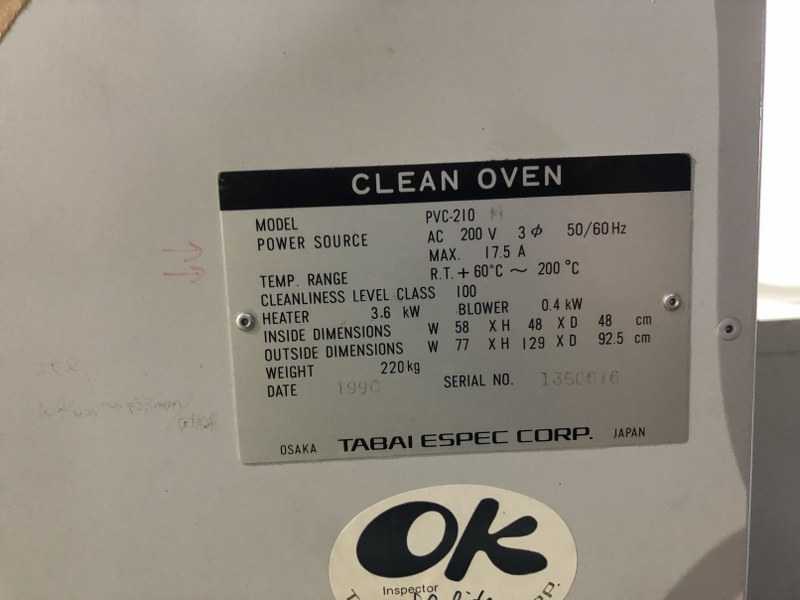 CLEAN OVEN
MODEL PVC-210 M
POWER SOURCE AC 200 V 3 Φ 50/60 Hz
MAX. 17.5 A
TEMP. RANGE R.T. + 60°C ~ 200 °C
CLEANLINESS LEVEL CLASS 100
HEATER 3.6 kW BLOWER 0.4 kW
INSIDE DIMENSIONS W 58 X H 48 X D 48 cm
OUTSIDE DIMENSIONS W 77 X H 129 X D 92.5 cm
WEIGHT 220 kg
DATE 1990 SERIAL NO.
OSAKA TABAI ESPEC CORP. JAPAN
OK
Inspector